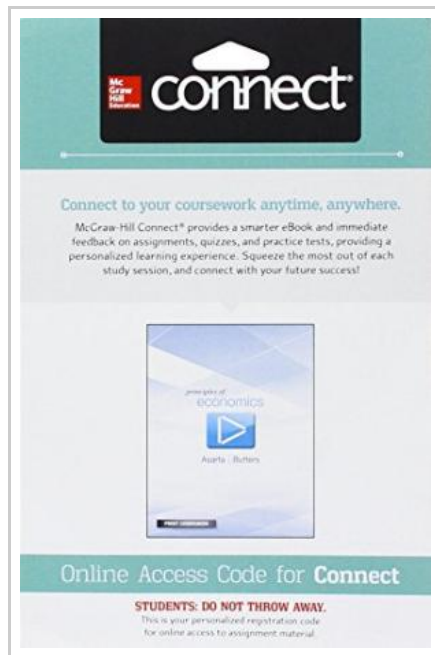 Mc
Graw
Hill
Education
connect®
Connect to your coursework anytime, anywhere.
McGraw-Hill Connect® provides a smarter eBook and immediate
feedback on assignments, quizzes, and practice tests, providing a
personalized learning experience. Squeeze the most out of each
study session, and connect with your future success!
principles of
economics
Asarta • Butters
FIRST EDITION
Online Access Code for Connect
STUDENTS: DO NOT THROW AWAY.
This is your personalized registration code
for online access to assignment material.